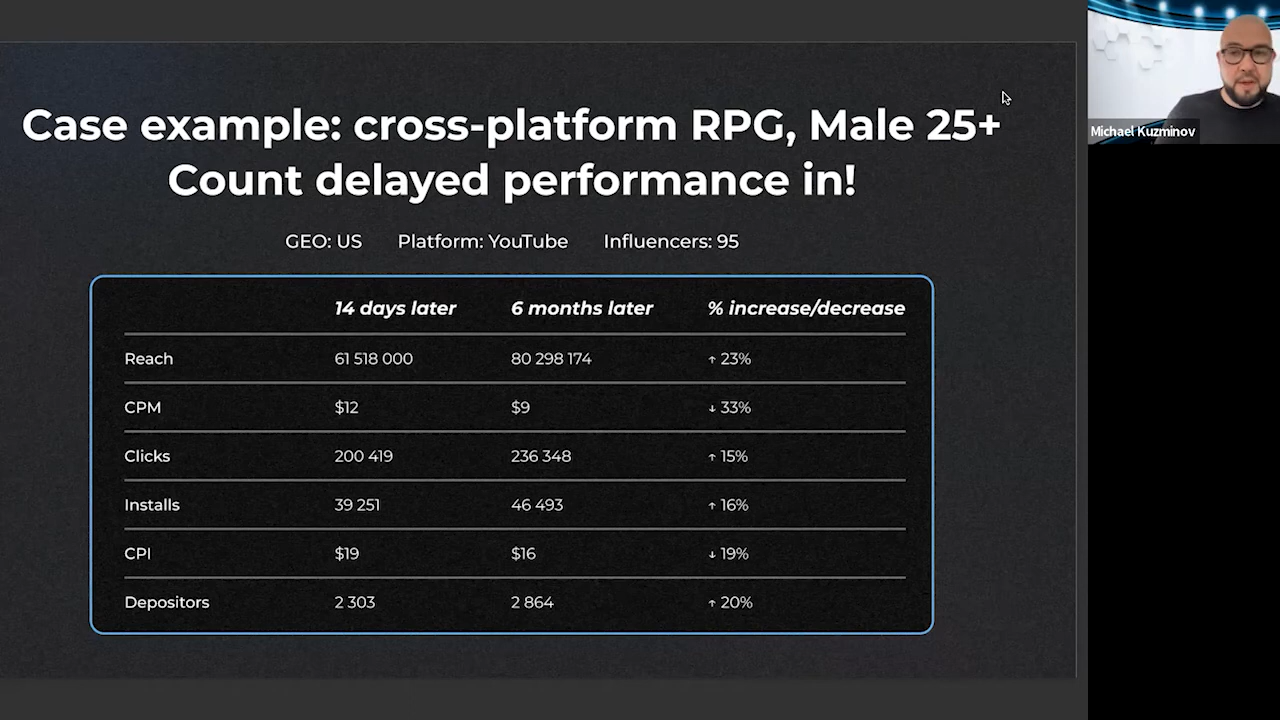 Case example: cross-platform RPG, Male 25+
Count delayed performance in!
GEO: US Platform: YouTube Influencers: 95
14 days later 6 months later % increase/decrease
Reach 61 518 000 80 298 174 ↑ 23%
CPM $12 $9 ↓ 33%
Clicks 200 419 236 348 ↑ 15%
Installs 39 251 46 493 ↑ 16%
CPI $19 $16 ↓ 19%
Depositors 2 303 2 864 ↑ 20%
Michael Kuzminov